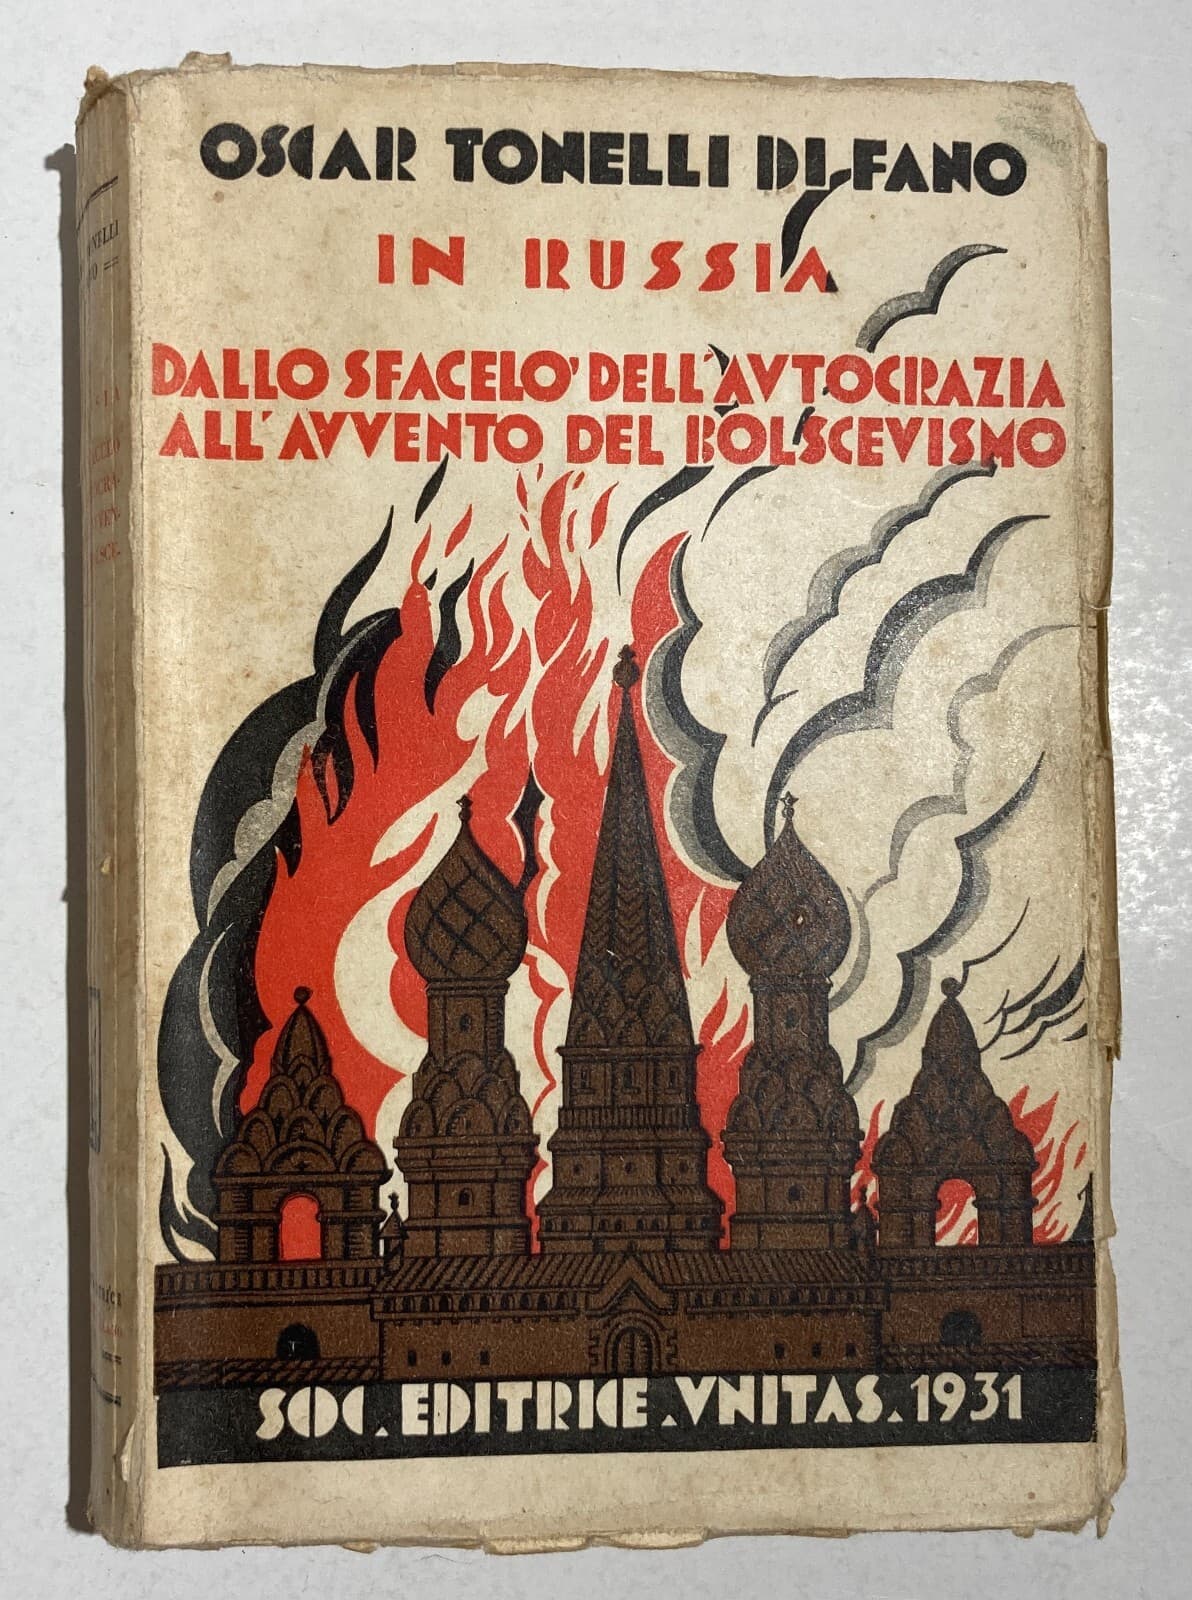 OSCAR TONELLI DI FANO
IN RUSSIA
DALLO SFACELO' DELL'AVTOCRAZIA
ALL'AVVENTO DEL BOLSCEVISMO
SOC. EDITRICE . VNITAS . 1931